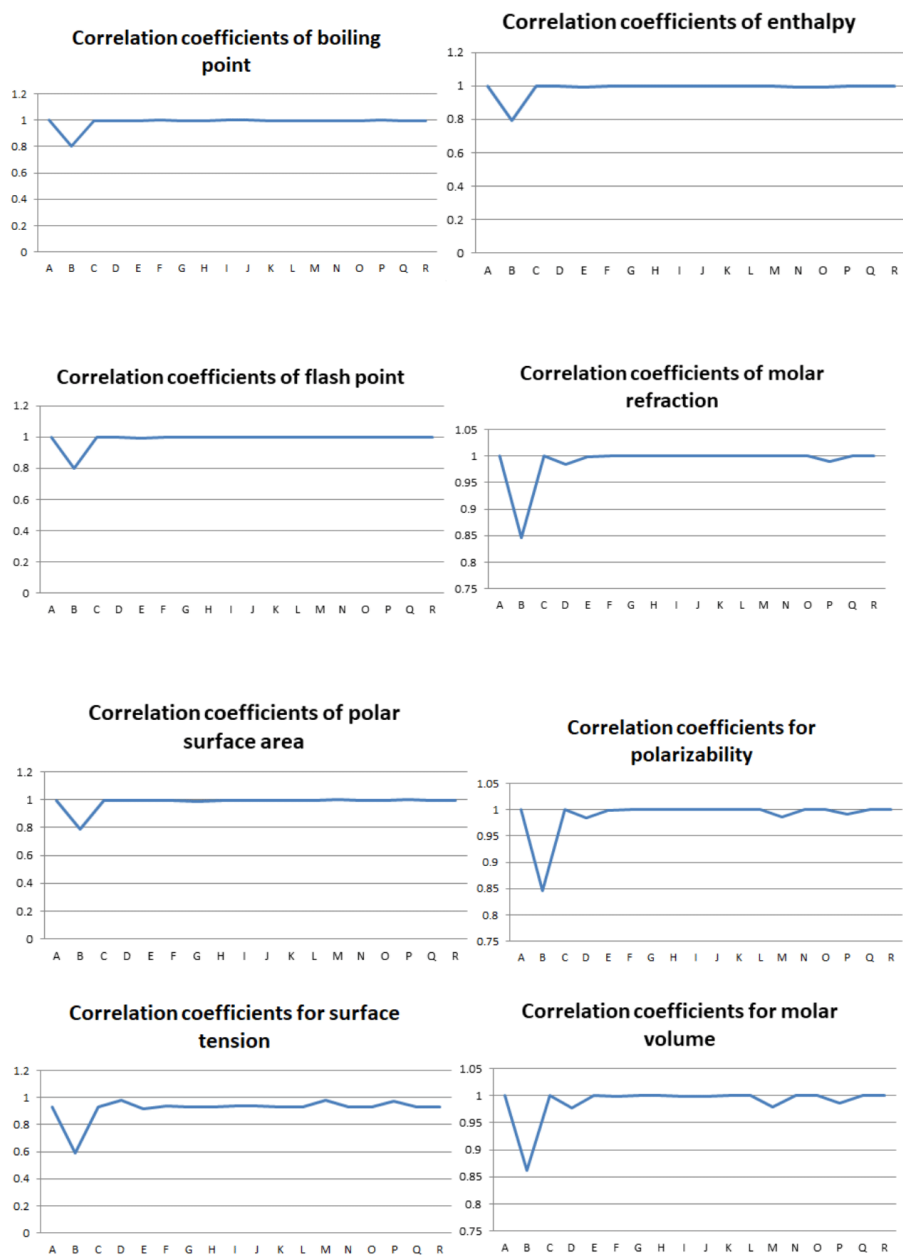 Correlation coefficients of boiling
point
1.2
1
0.8
0.6
0.4
0.2
0
A B C D E F G H I J K L M N O P Q R
Correlation coefficients of enthalpy
1.2
1
0.8
0.6
0.4
0.2
0
A B C D E F G H I J K L M N O P Q R
Correlation coefficients of flash point
1.2
1
0.8
0.6
0.4
0.2
0
A B C D E F G H I J K L M N O P Q R
Correlation coefficients of molar
refraction
1.05
1
0.95
0.9
0.85
0.8
0.75
A B C D E F G H I J K L M N O P Q R
Correlation coefficients of polar
surface area
1.2
1
0.8
0.6
0.4
0.2
0
A B C D E F G H I J K L M N O P Q R
Correlation coefficients for
polarizability
1.05
1
0.95
0.9
0.85
0.8
0.75
A B C D E F G H I J K L M N O P Q R
Correlation coefficients for surface
tension
1.2
1
0.8
0.6
0.4
0.2
0
A B C D E F G H I J K L M N O P Q R
Correlation coefficients for molar
volume
1.05
1
0.95
0.9
0.85
0.8
0.75
A B C D E F G H I J K L M N O P Q R